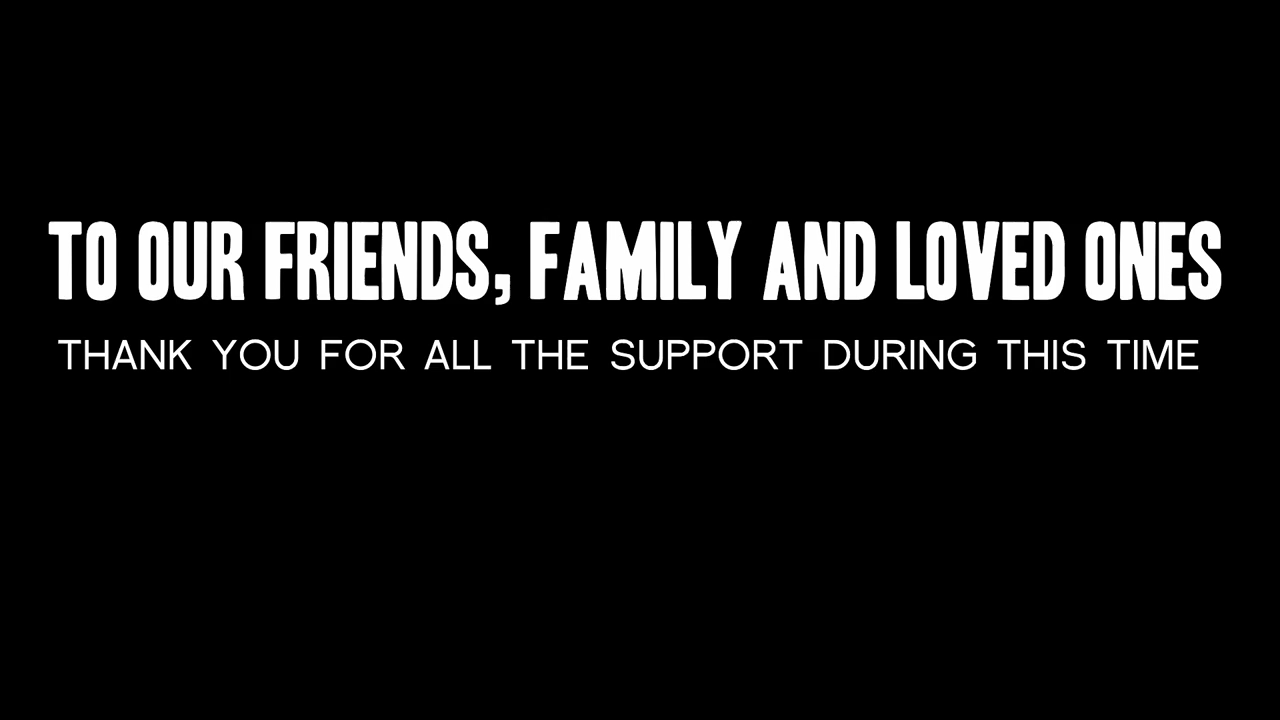 TO OUR FRIENDS, FAMILY AND LOVED ONES
THANK YOU FOR ALL THE SUPPORT DURING THIS TIME